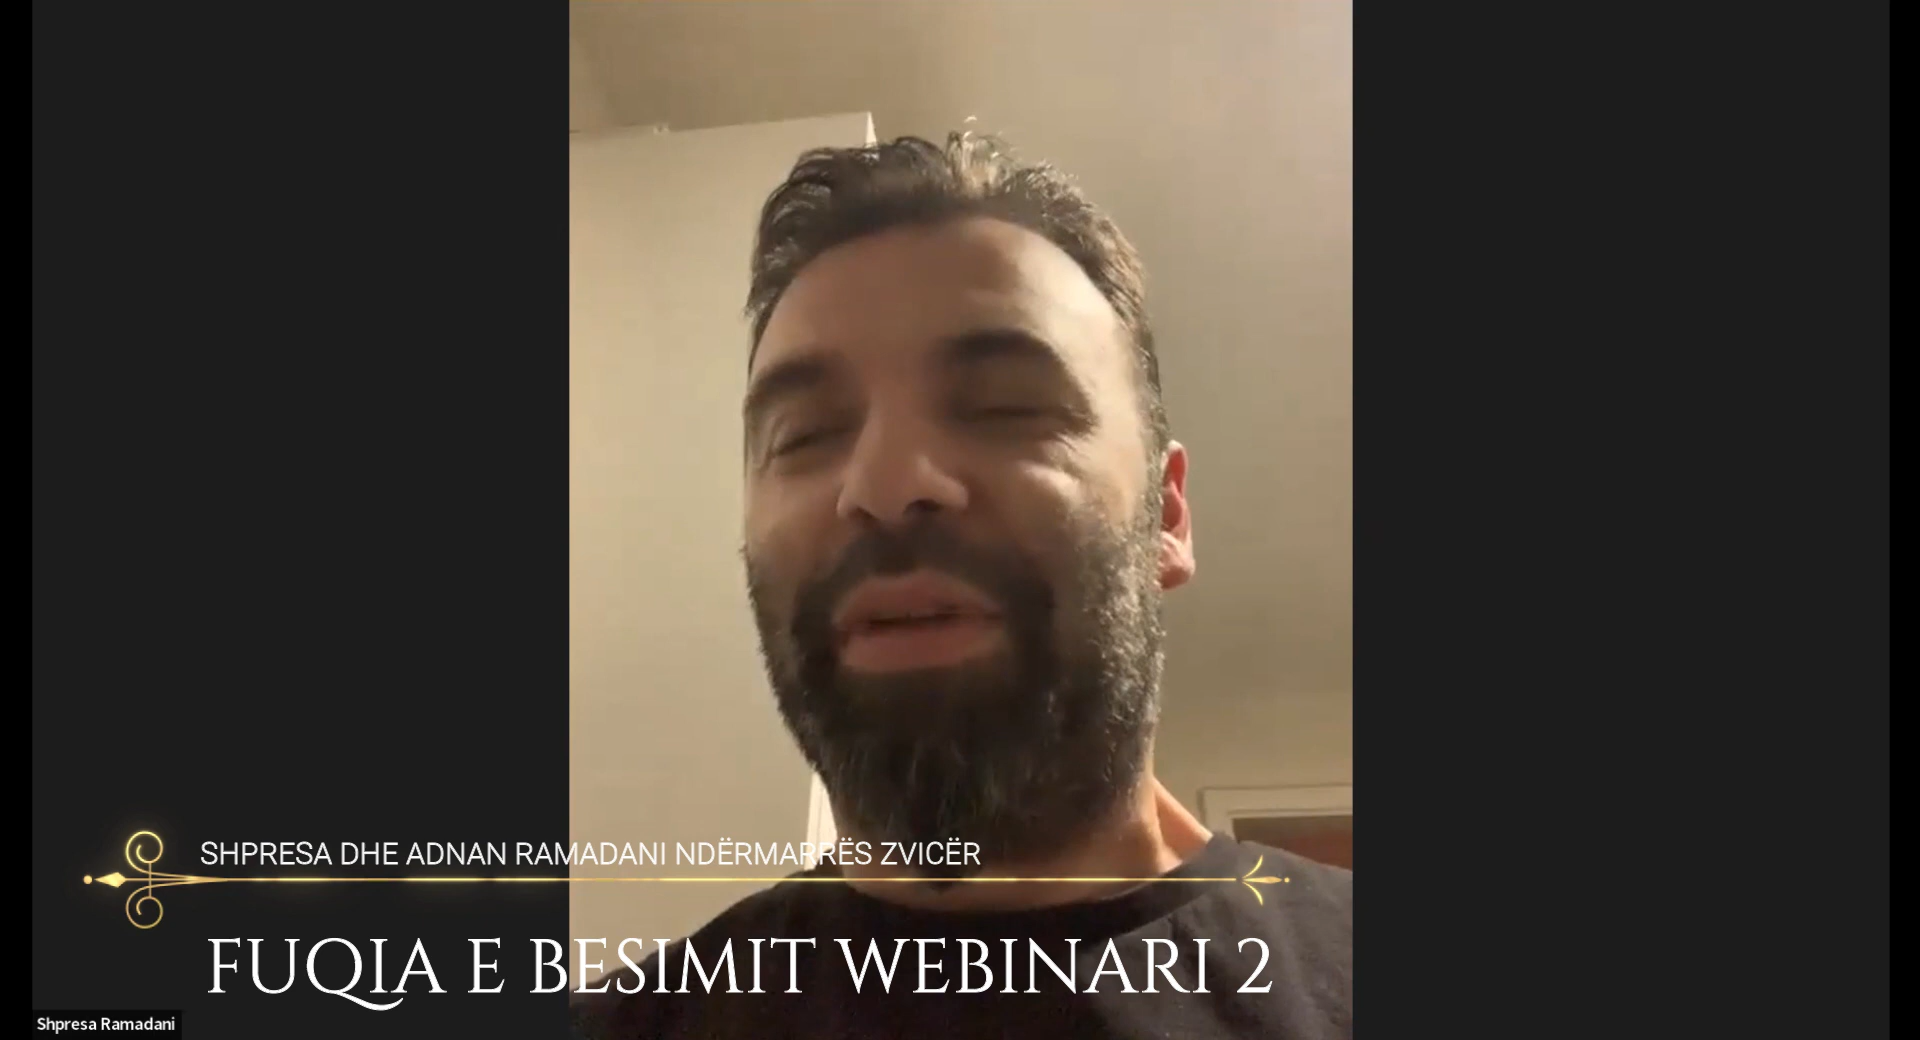 SHPRESA DHE ADNAN RAMADANI NDËRMARRËS ZVICËR
FUQIA E BESIMIT WEBINARI 2
Shpresa Ramadani